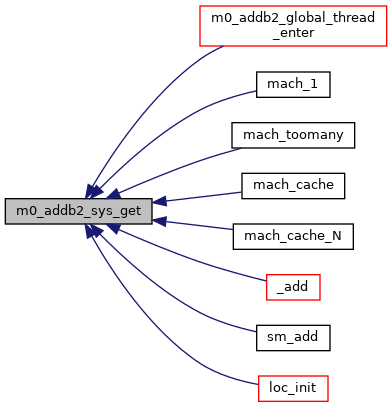 m0_addb2_global_thread
_enter
mach_1
mach_toomany
mach_cache
m0_addb2_sys_get
mach_cache_N
_add
sm_add
loc_init